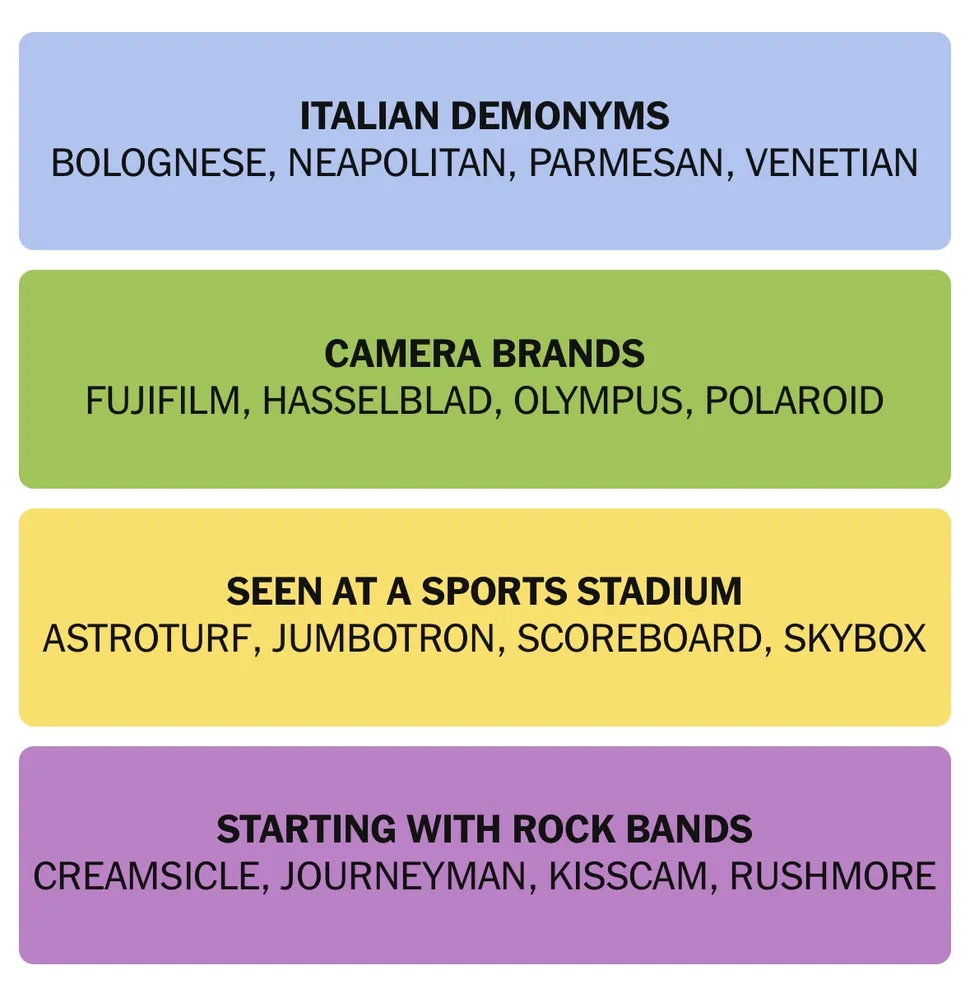 ITALIAN DEMONYMS
BOLOGNESE, NEAPOLITAN, PARMESAN, VENETIAN
CAMERA BRANDS
FUJIFILM, HASSELBLAD, OLYMPUS, POLAROID
SEEN AT A SPORTS STADIUM
ASTROTURF, JUMBOTRON, SCOREBOARD, SKYBOX
STARTING WITH ROCK BANDS
CREAMSICLE, JOURNEYMAN, KISSCAM, RUSHMORE